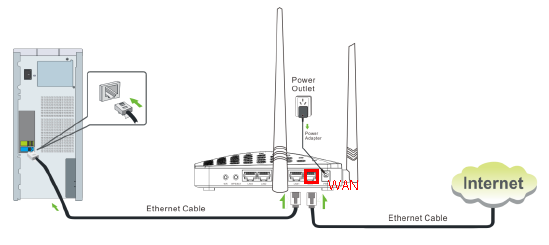 Power
Outlet
Power
Adapter
WAN
Internet
Ethernet Cable
Ethernet Cable